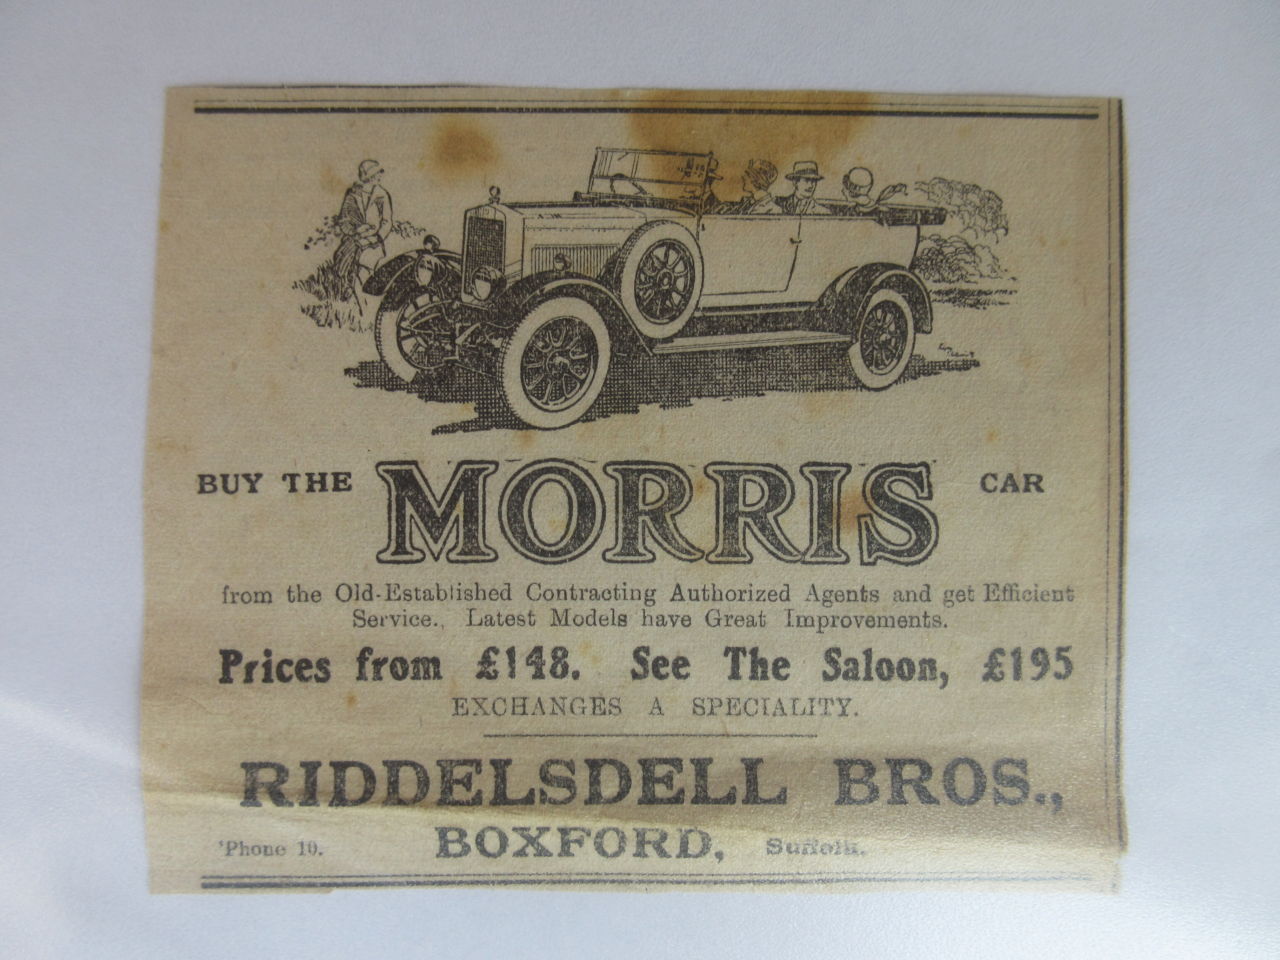 BUY THE MORRIS CAR
from the Old-Established Contracting Authorized Agents and get Efficient
Service., Latest Models have Great Improvements.
Prices from £148. See The Saloon, £195
EXCHANGES A SPECIALITY.
RIDDELSDELL BROS.,
'Phone 10. BOXFORD, Suffolk.